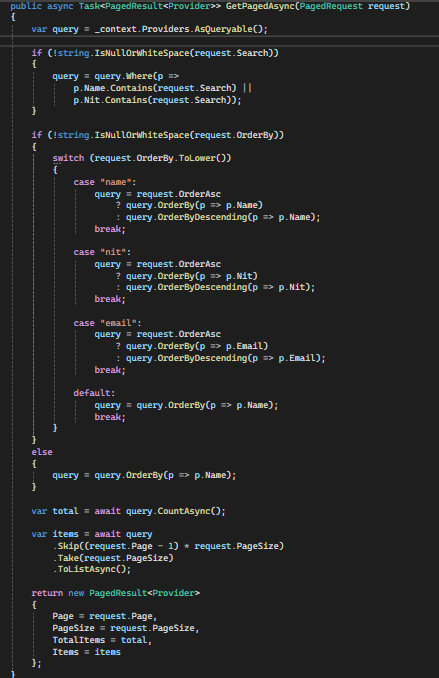 public async Task<PagedResult<Provider>> GetPagedAsync(PagedRequest request)
{
    var query = _context.Providers.AsQueryable();

    if (!string.IsNullOrWhiteSpace(request.Search))
    {
        query = query.Where(p =>
            p.Name.Contains(request.Search) ||
            p.Nit.Contains(request.Search));
    }

    if (!string.IsNullOrWhiteSpace(request.OrderBy))
    {
        switch (request.OrderBy.ToLower())
        {
            case "name":
                query = request.OrderAsc
                    ? query.OrderBy(p => p.Name)
                    : query.OrderByDescending(p => p.Name);
                break;

            case "nit":
                query = request.OrderAsc
                    ? query.OrderBy(p => p.Nit)
                    : query.OrderByDescending(p => p.Nit);
                break;

            case "email":
                query = request.OrderAsc
                    ? query.OrderBy(p => p.Email)
                    : query.OrderByDescending(p => p.Email);
                break;

            default:
                query = query.OrderBy(p => p.Name);
                break;
        }
    }
    else
    {
        query = query.OrderBy(p => p.Name);
    }

    var total = await query.CountAsync();

    var items = await query
        .Skip((request.Page - 1) * request.PageSize)
        .Take(request.PageSize)
        .ToListAsync();

    return new PagedResult<Provider>
    {
        Page = request.Page,
        PageSize = request.PageSize,
        TotalItems = total,
        Items = items
    };
}